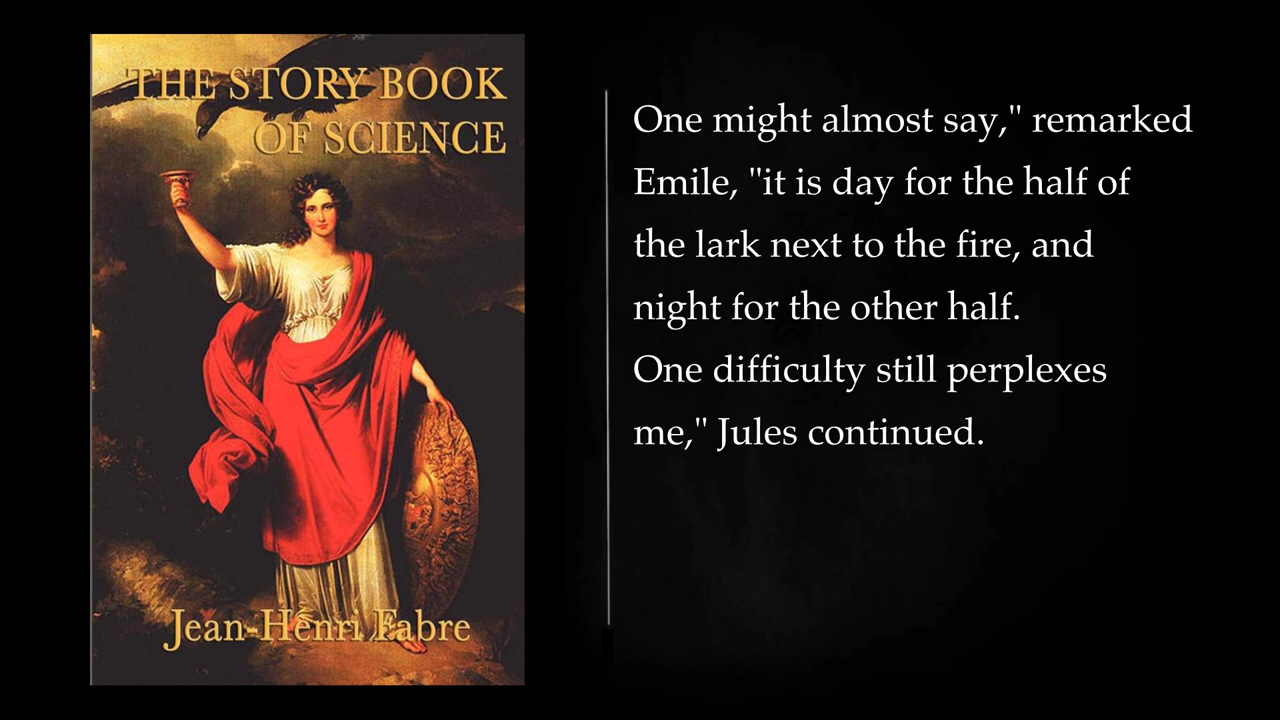 THE STORY BOOK
OF SCIENCE
Jean-Henri Fabre
One might almost say," remarked
Emile, "it is day for the half of
the lark next to the fire, and
night for the other half.
One difficulty still perplexes
me," Jules continued.